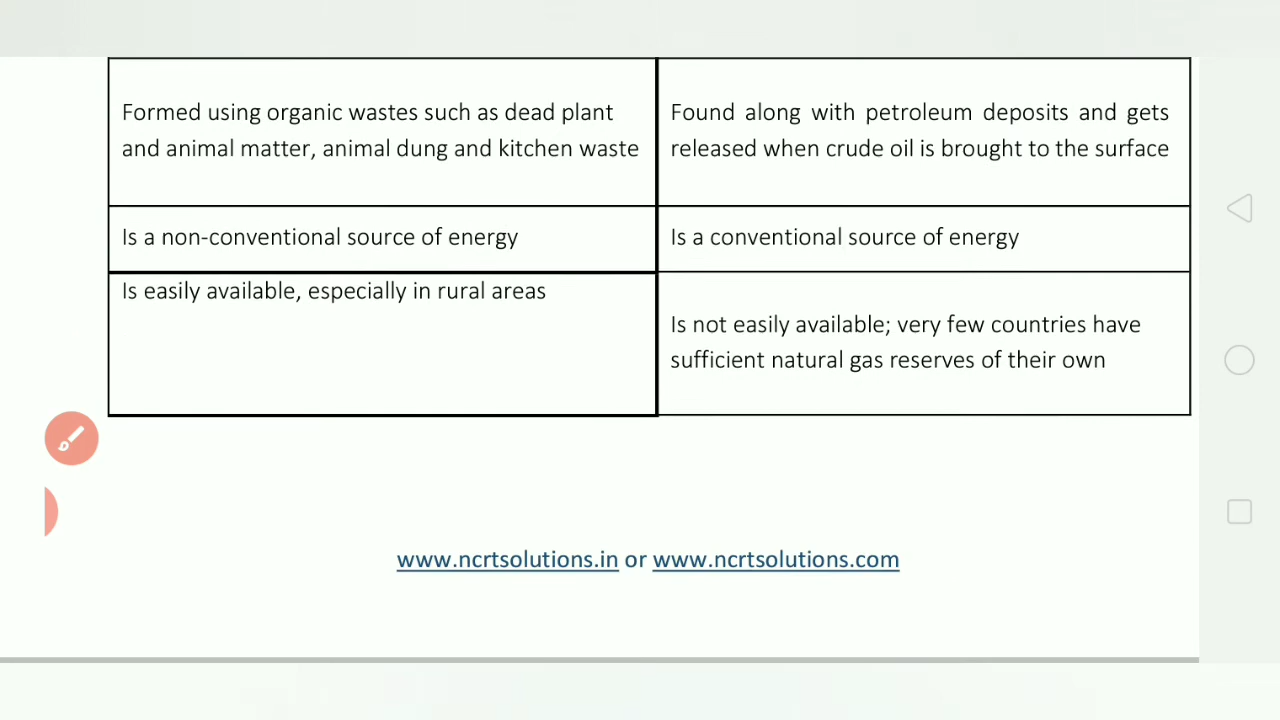 Formed using organic wastes such as dead plant
and animal matter, animal dung and kitchen waste
Found along with petroleum deposits and gets
released when crude oil is brought to the surface
Is a non-conventional source of energy
Is a conventional source of energy
Is easily available, especially in rural areas
Is not easily available; very few countries have
sufficient natural gas reserves of their own
www.ncrtsolutions.in or www.ncrtsolutions.com